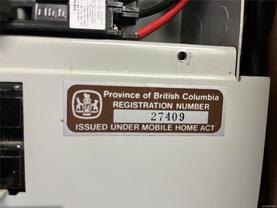 Province of British Columbia
REGISTRATION NUMBER
27409
ISSUED UNDER MOBILE HOME ACT